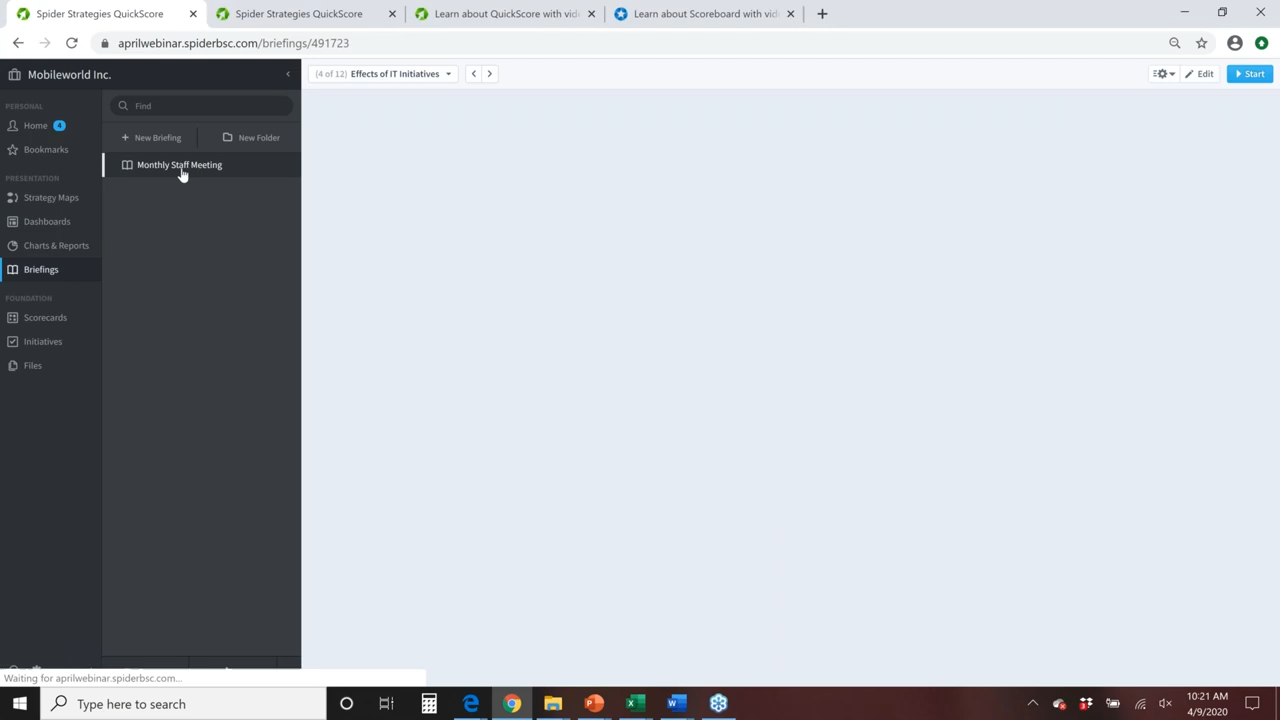 Spider Strategies QuickScore
Spider Strategies QuickScore
Learn about QuickScore with vid
Learn about Scoreboard with vid
aprilwebinar.spiderbsc.com/briefings/491723
Mobileworld Inc.
PERSONAL
Home 4
Bookmarks
PRESENTATION
Strategy Maps
Dashboards
Charts & Reports
Briefings
FOUNDATION
Scorecards
Initiatives
Files
Find
New Briefing
New Folder
Monthly Staff Meeting
(4 of 12) Effects of IT Initiatives
Edit
Start
Waiting for aprilwebinar.spiderbsc.com...
Type here to search
10:21 AM
4/9/2020